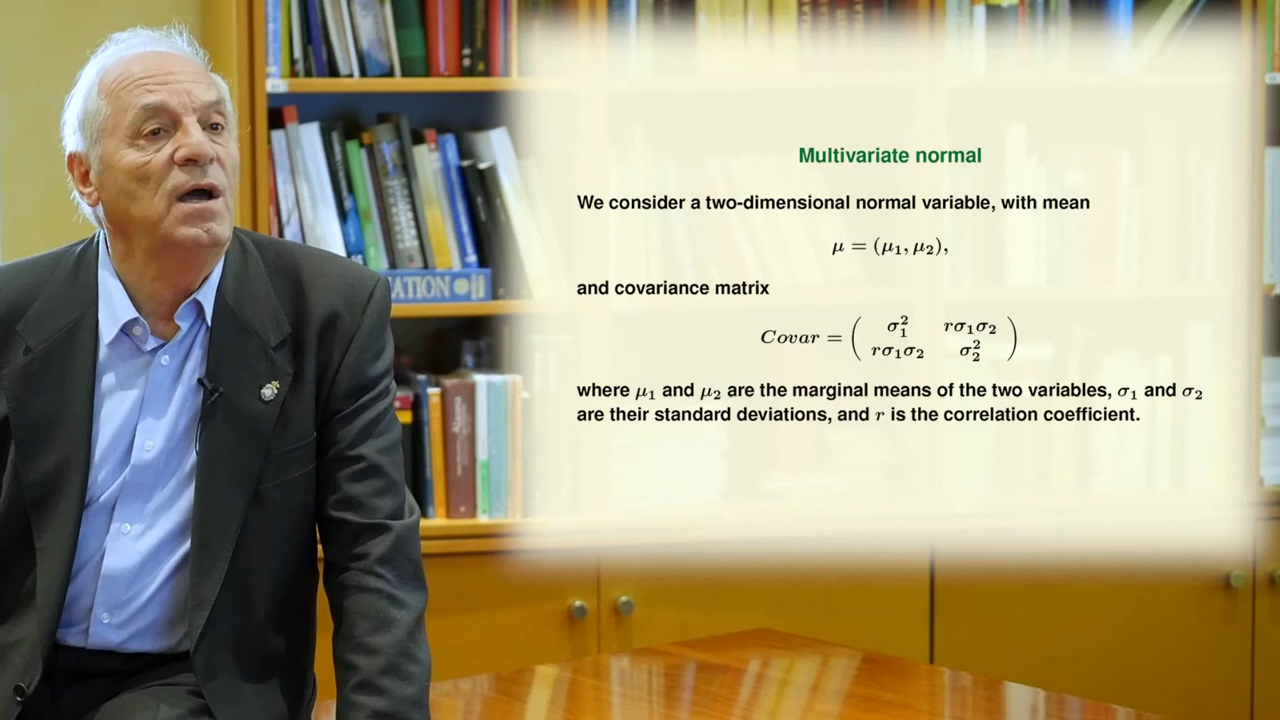 Multivariate normal
We consider a two-dimensional normal variable, with mean
μ = (μ₁, μ₂),
and covariance matrix
Covar = ( σ₁² rσ₁σ₂
rσ₁σ₂ σ₂² )
where μ₁ and μ₂ are the marginal means of the two variables, σ₁ and σ₂
are their standard deviations, and r is the correlation coefficient.
ATION